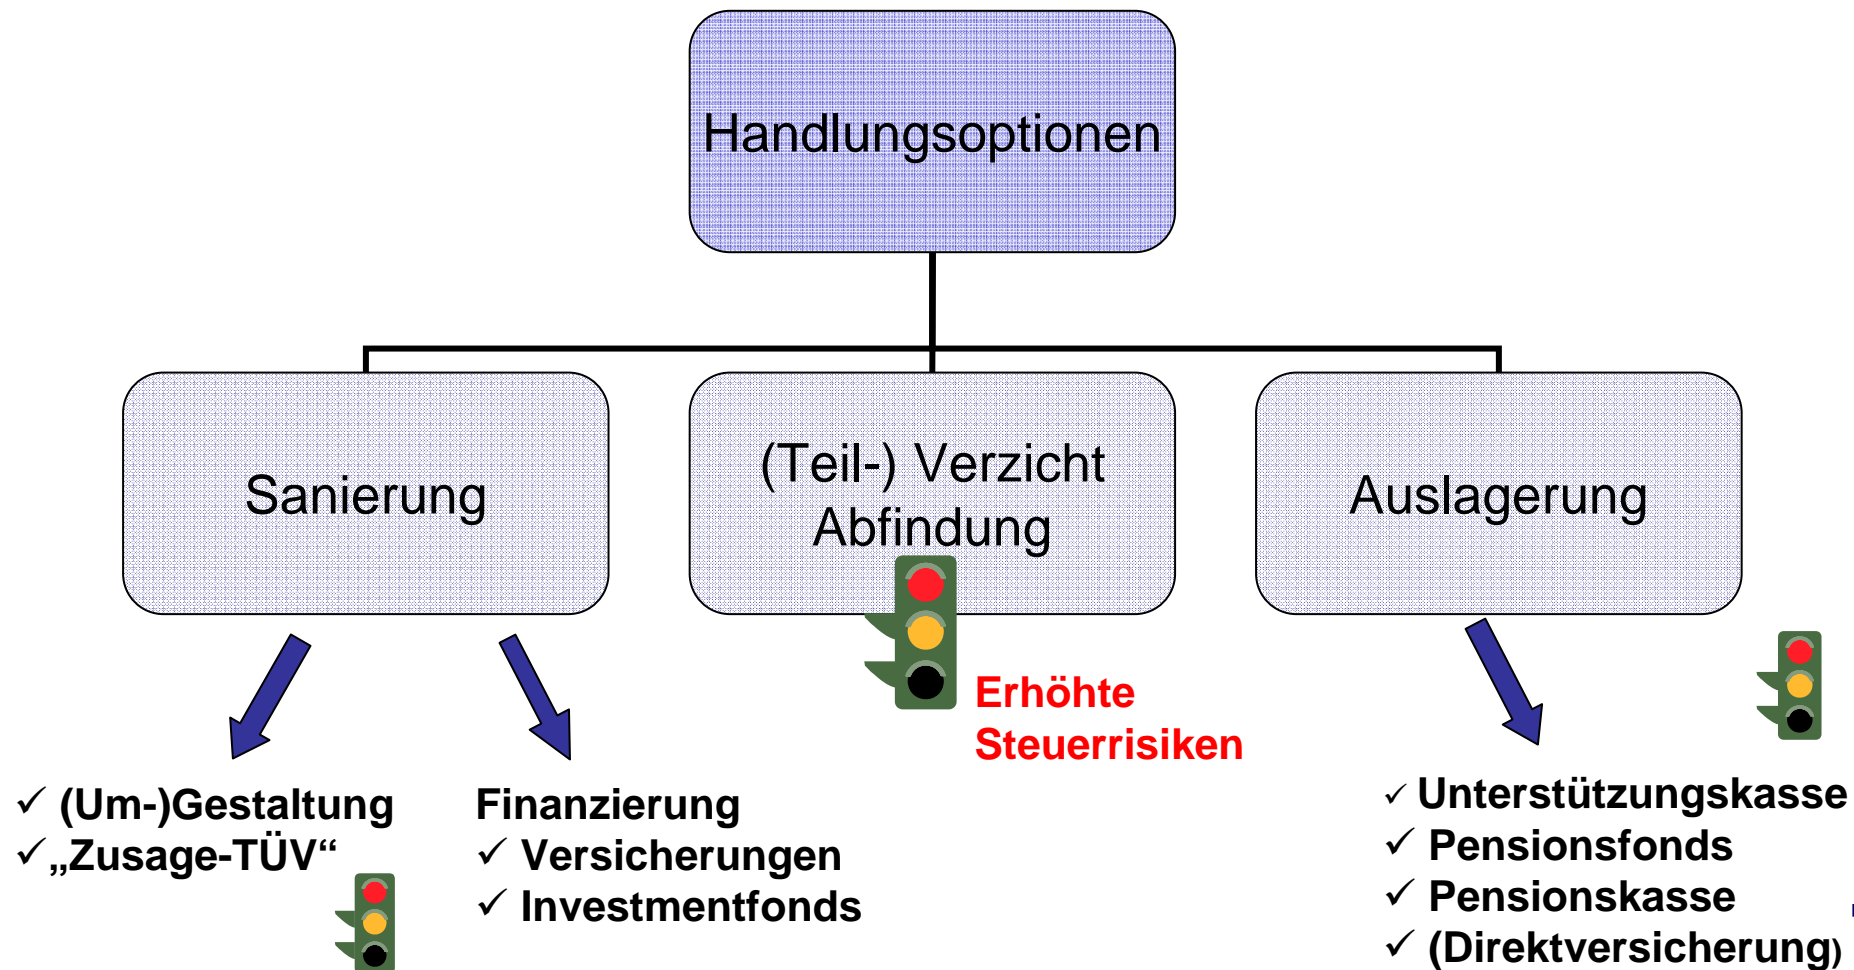 Handlungsoptionen
Sanierung
(Teil-) Verzicht
Abfindung
Auslagerung
Erhöhte
Steuerrisiken
✓ (Um-)Gestaltung
✓ „Zusage-TÜV“
Finanzierung
✓ Versicherungen
✓ Investmentfonds
✓ Unterstützungskasse
✓ Pensionsfonds
✓ Pensionskasse
✓ (Direktversicherung)